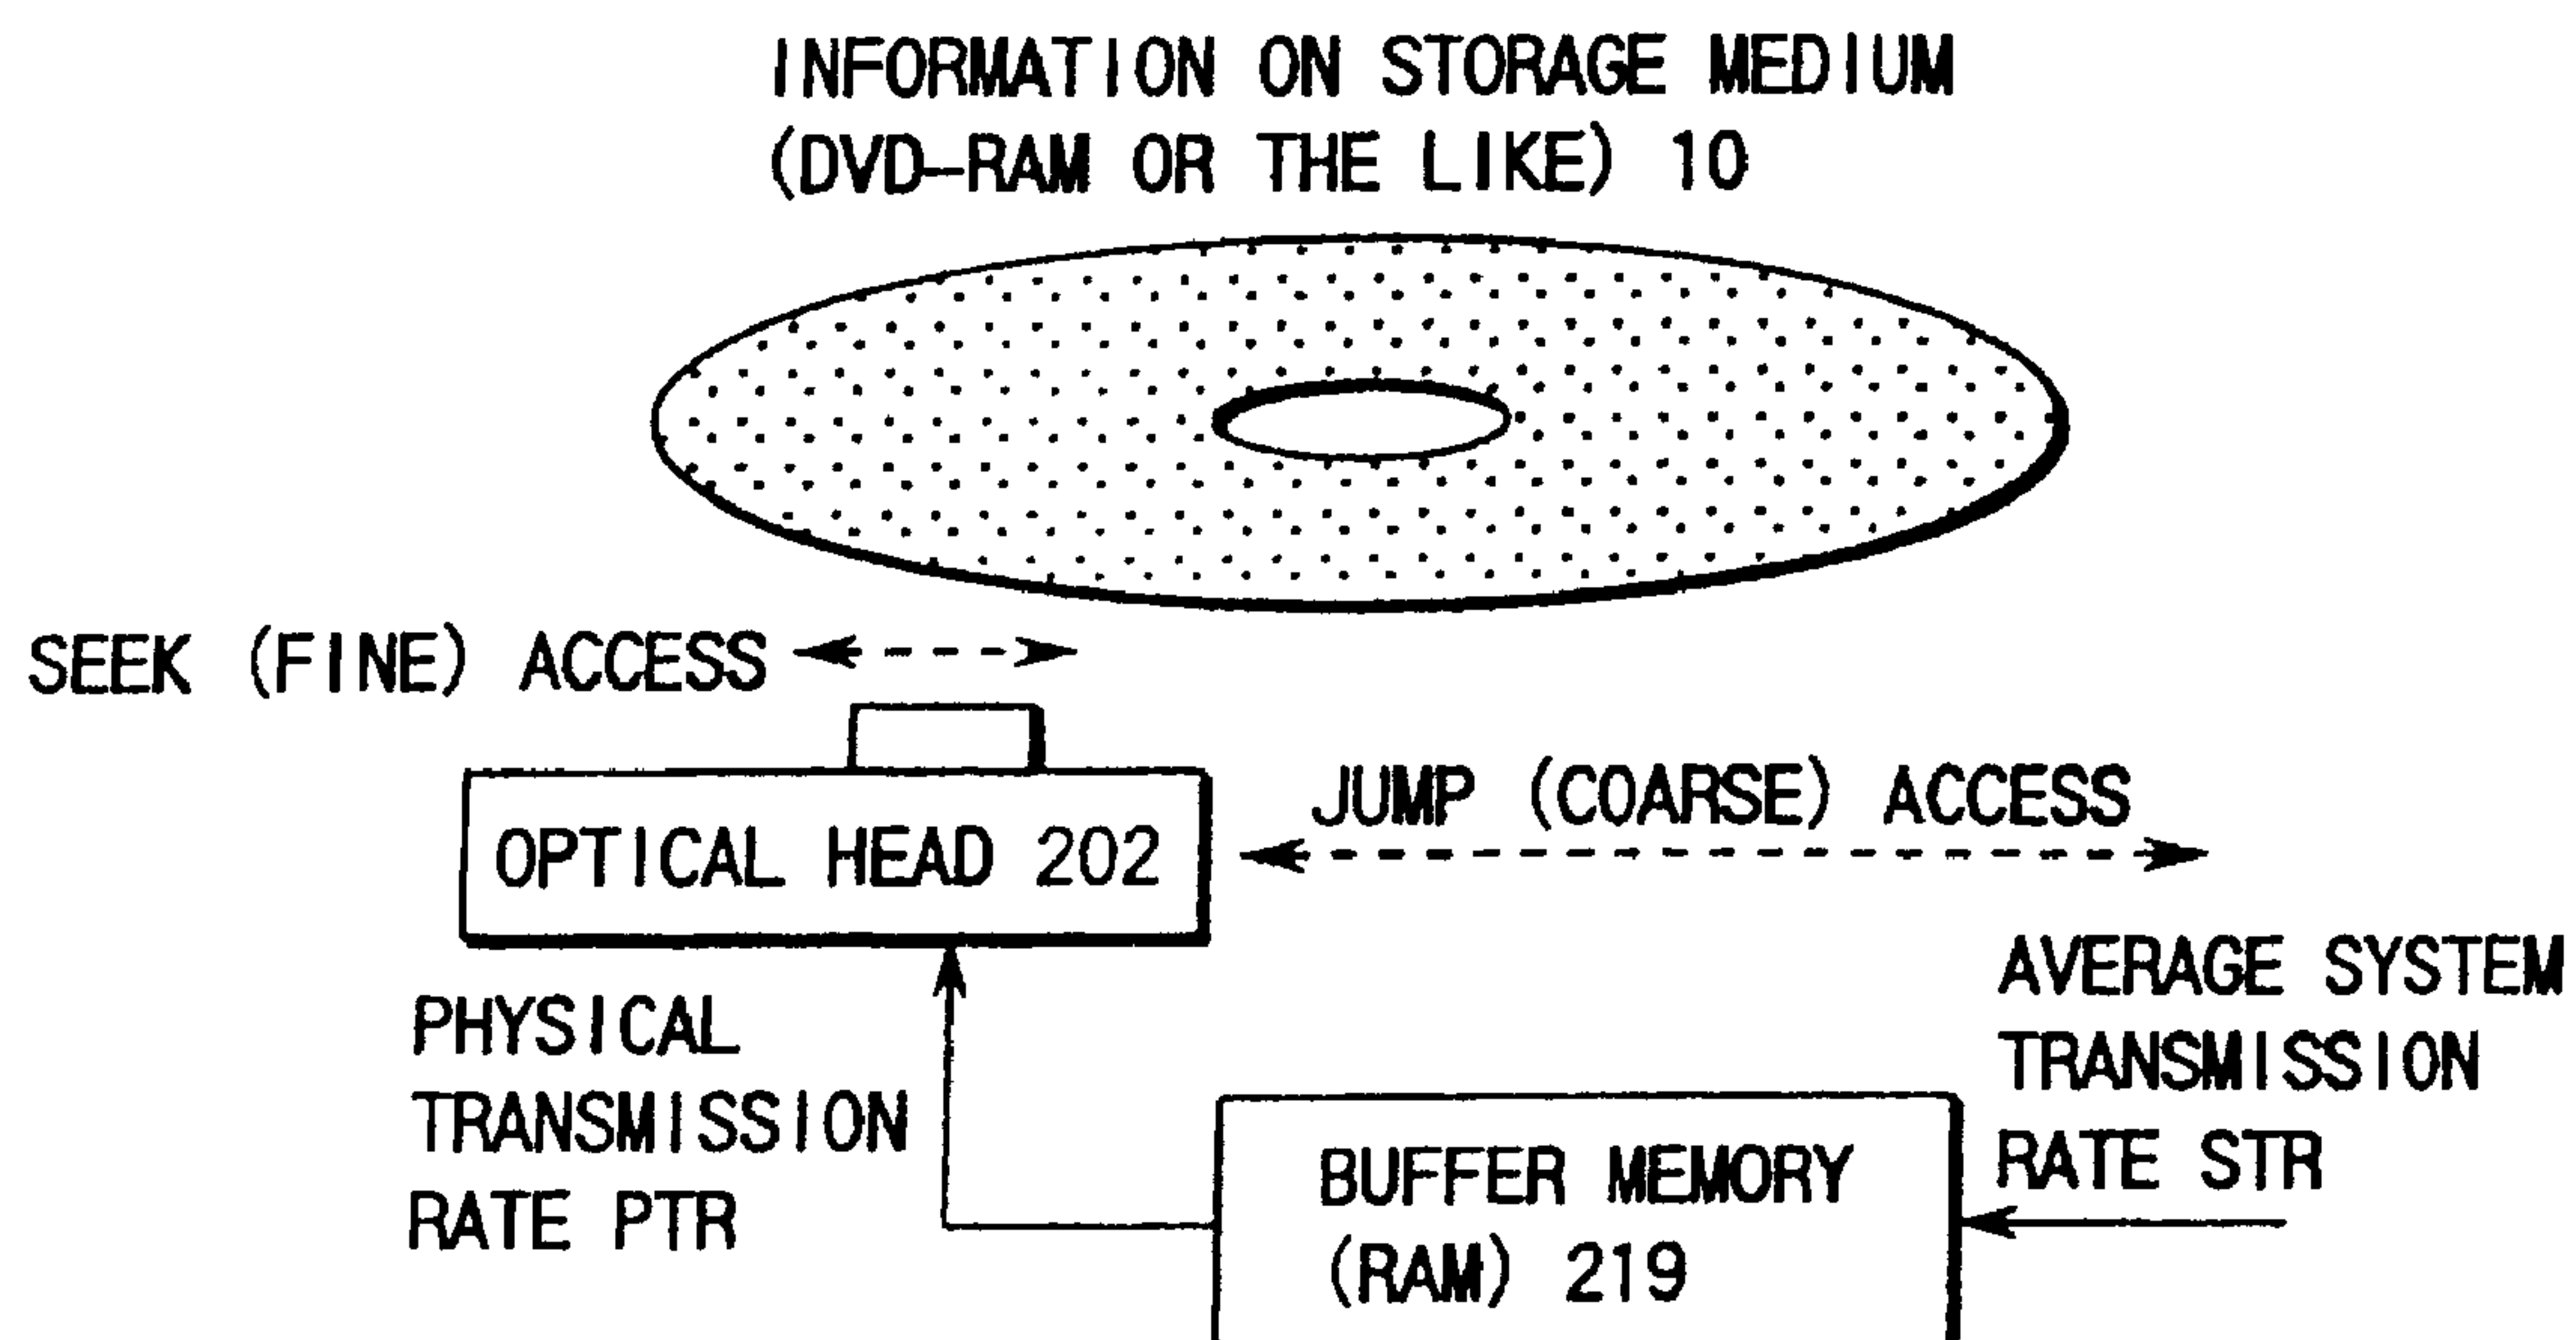 INFORMATION ON STORAGE MEDIUM
(DVD-RAM OR THE LIKE) 10
SEEK (FINE) ACCESS
JUMP (COARSE) ACCESS
OPTICAL HEAD 202
PHYSICAL
TRANSMISSION
RATE PTR
AVERAGE SYSTEM
TRANSMISSION
RATE STR
BUFFER MEMORY
(RAM) 219